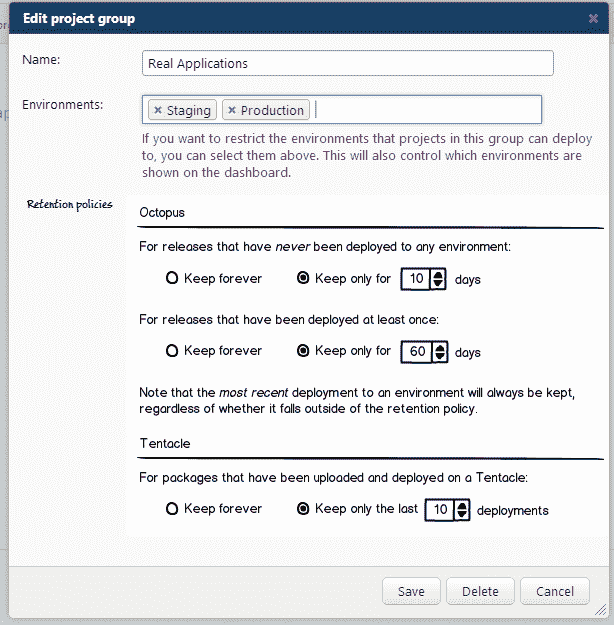 Edit project group
Name:
Real Applications
Environments:
× Staging × Production
If you want to restrict the environments that projects in this group can deploy
to, you can select them above. This will also control which environments are
shown on the dashboard.
Retention policies
Octopus
For releases that have never been deployed to any environment:
Keep forever Keep only for 10 days
For releases that have been deployed at least once:
Keep forever Keep only for 60 days
Note that the most recent deployment to an environment will always be kept,
regardless of whether it falls outside of the retention policy.
Tentacle
For packages that have been uploaded and deployed on a Tentacle:
Keep forever Keep only the last 10 deployments
Save Delete Cancel